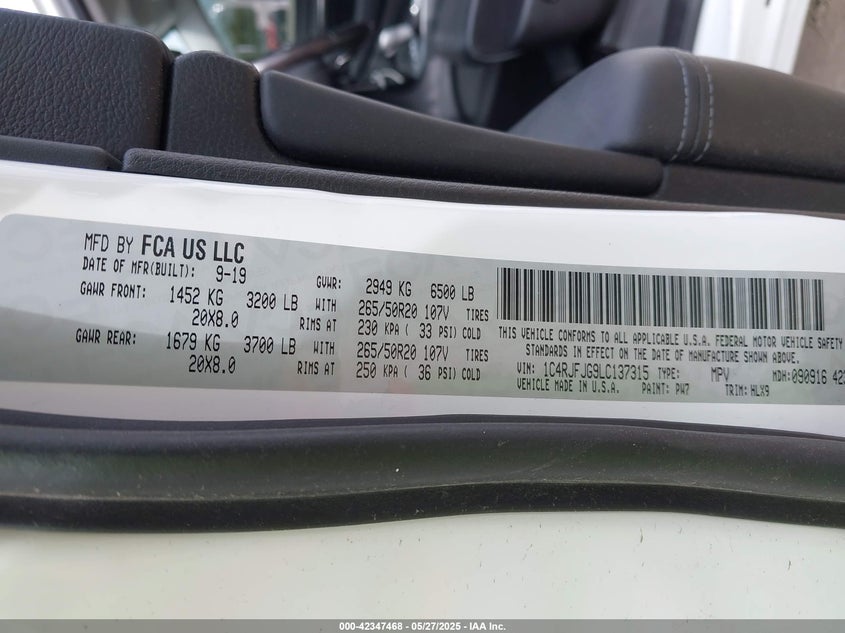 MFD BY FCA US LLC
DATE OF MFR(BUILT): 9-19 GVWR: 2949 KG 6500 LB
GAWR FRONT: 1452 KG 3200 LB WITH 265/50R20 107V TIRES
20X8.0 RIMS AT 230 KPA ( 33 PSI) COLD
GAWR REAR: 1679 KG 3700 LB WITH 265/50R20 107V TIRES
20X8.0 RIMS AT 250 KPA ( 36 PSI) COLD
THIS VEHICLE CONFORMS TO ALL APPLICABLE U.S.A. FEDERAL MOTOR VEHICLE SAFETY
STANDARDS IN EFFECT ON THE DATE OF MANUFACTURE SHOWN ABOVE.
VIN: 1C4RJFJG9LC137315 TYPE: MPV MDH: 090916 423
VEHICLE MADE IN U.S.A. PAINT: PW7 TRIM: HLX9
000-42347468 - 05/27/2025 - IAA Inc.